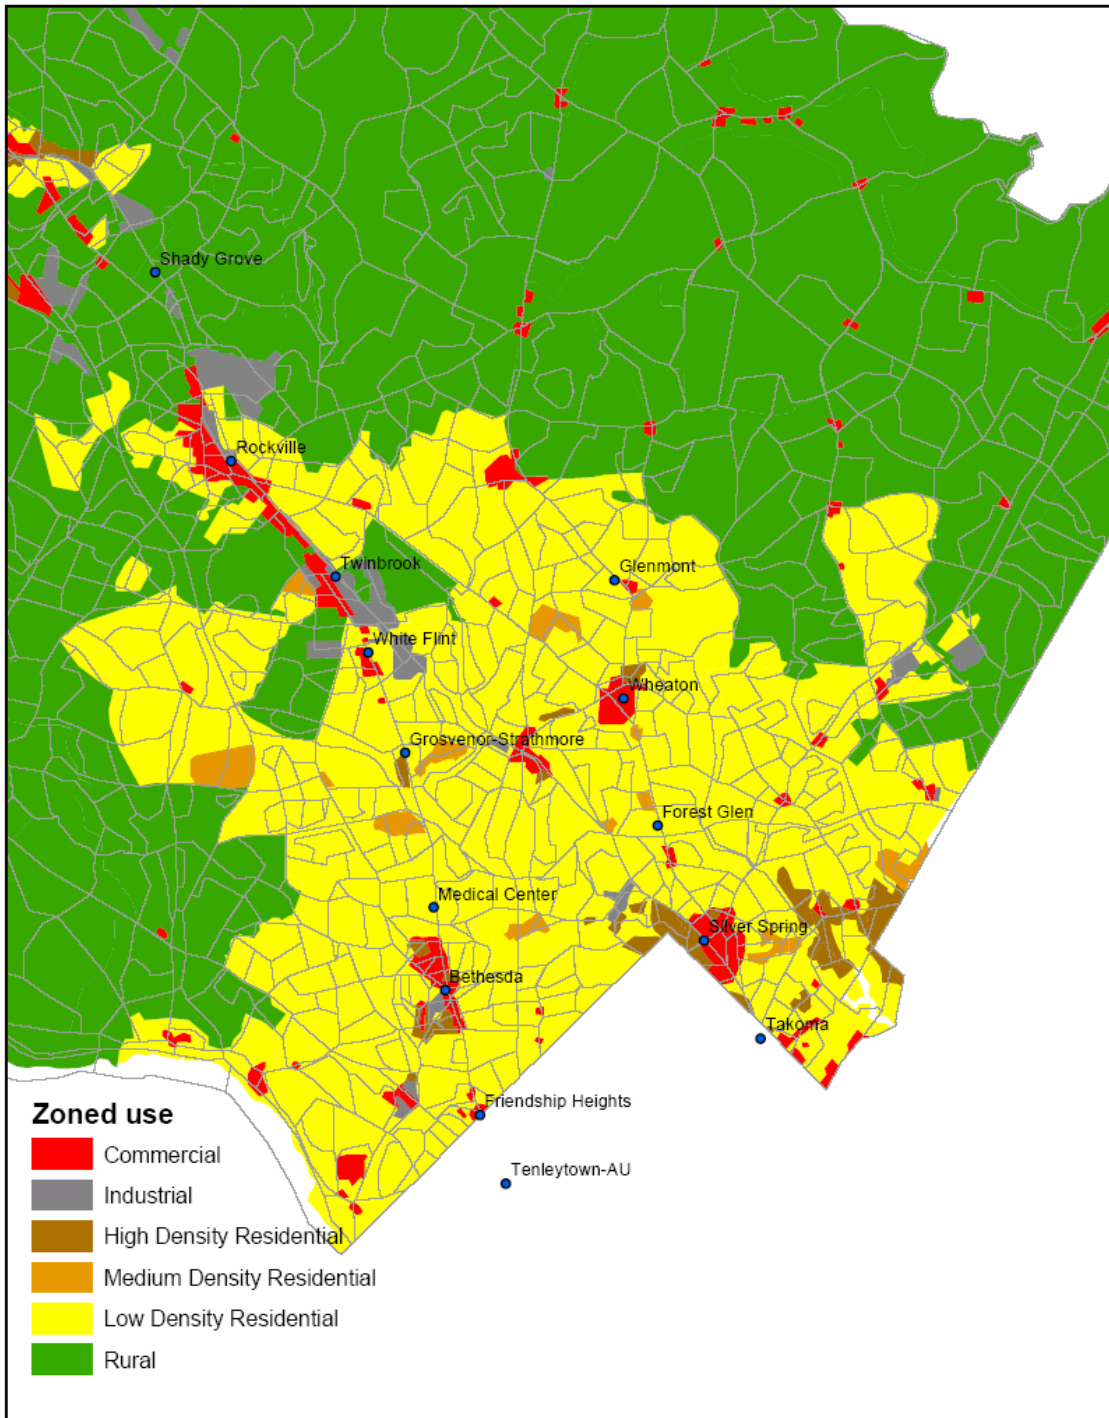 Shady Grove
Rockville
Twinbrook
Glenmont
White Flint
Wheaton
Grosvenor-Strathmore
Forest Glen
Medical Center
Silver Spring
Bethesda
Takoma
Friendship Heights
Tenleytown-AU
Zoned use
Commercial
Industrial
High Density Residential
Medium Density Residential
Low Density Residential
Rural